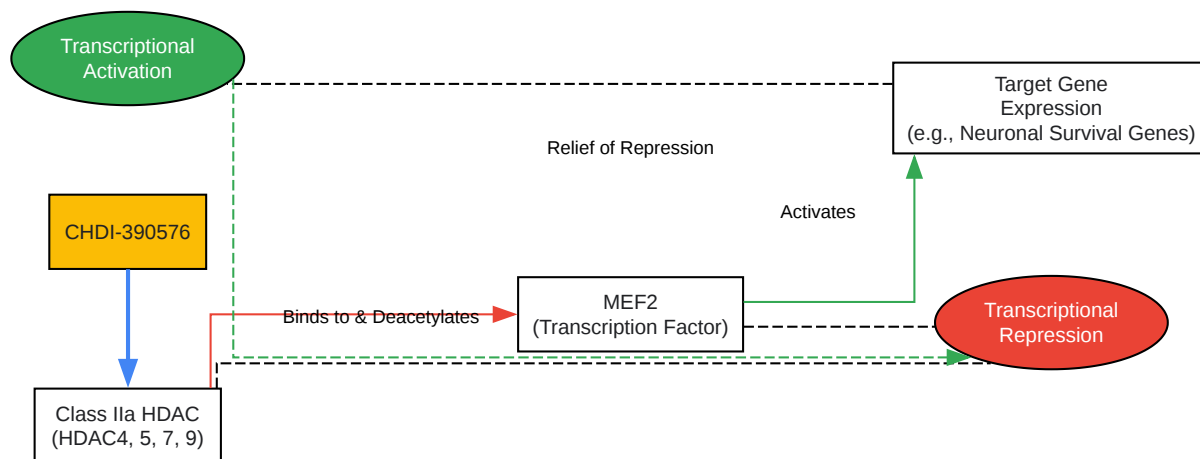 Transcriptional
Activation
Target Gene
Expression
(e.g., Neuronal Survival Genes)
Relief of Repression
CHDI-390576
Activates
MEF2
(Transcription Factor)
Binds to & Deacetylates
Transcriptional
Repression
Class IIa HDAC
(HDAC4, 5, 7, 9)